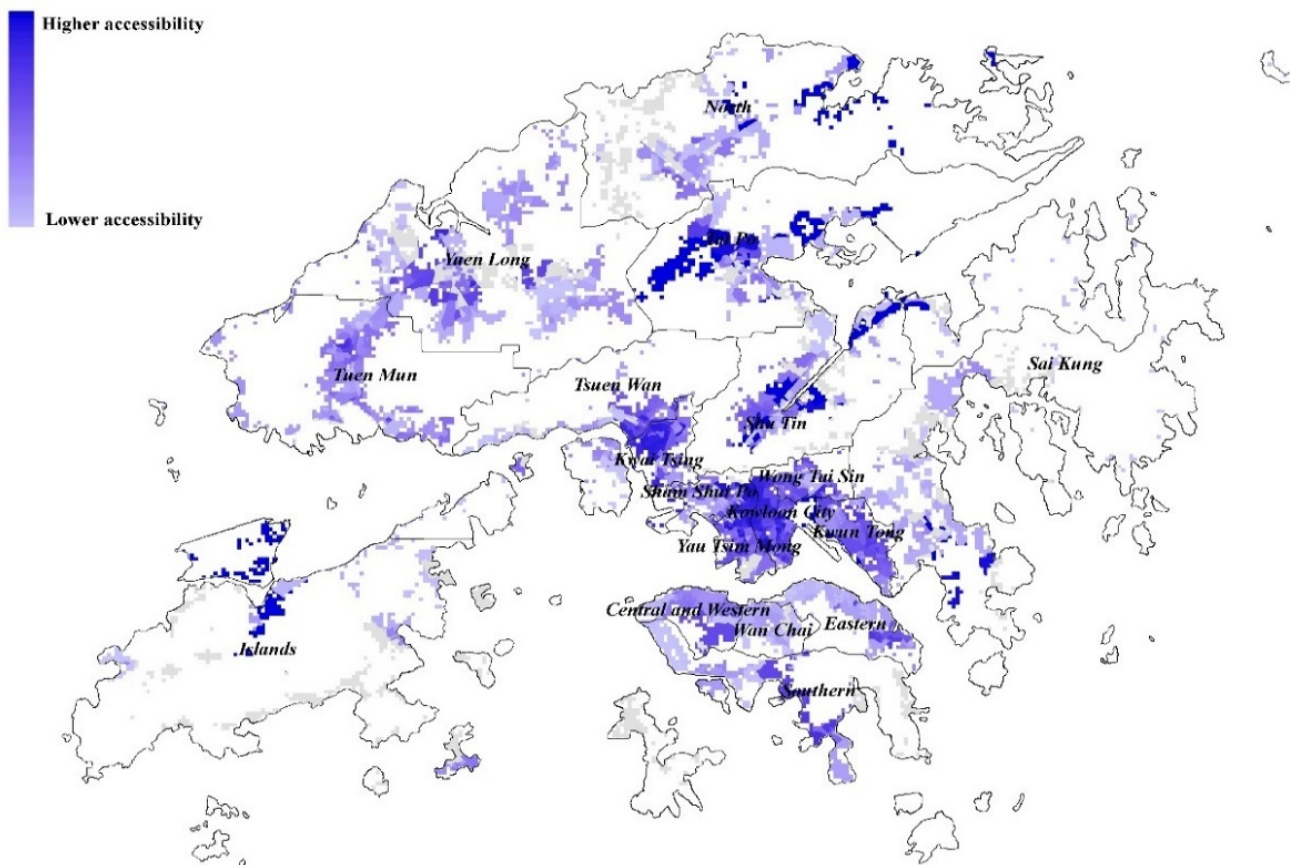 Higher accessibility
North
Lower accessibility
Tai Po
Yuen Long
Sai Kung
Tuen Mun
Tsuen Wan
Sha Tin
Kwai Tsing
Wong Tai Sin
Sham Shui Po
Kowloon City
Kwun Tong
Yau Tsim Mong
Central and Western
Eastern
Wan Chai
Islands
Southern